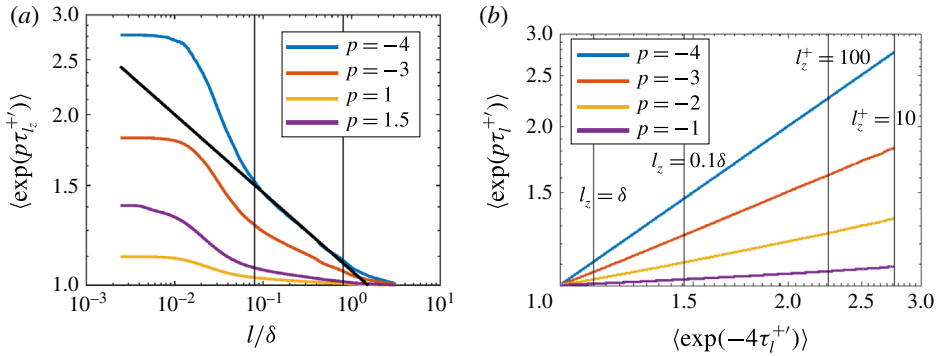 (a)
3.0
2.5
2.0
1.5
1.0
⟨exp(pτ_{l_z}^{+′})⟩
p = −4
p = −3
p = 1
p = 1.5
10^{−3} 10^{−2} 10^{−1} 10^{0} 10^{1}
l/δ
(b)
3.0
2.5
2.0
1.5
1.0
⟨exp(pτ_l^{+′})⟩
p = −4
p = −3
p = −2
p = −1
l_z^+ = 100
l_z^+ = 10
l_z = 0.1δ
l_z = δ
1.0 1.5 2.0 2.5 3.0
⟨exp(−4τ_l^{+′})⟩